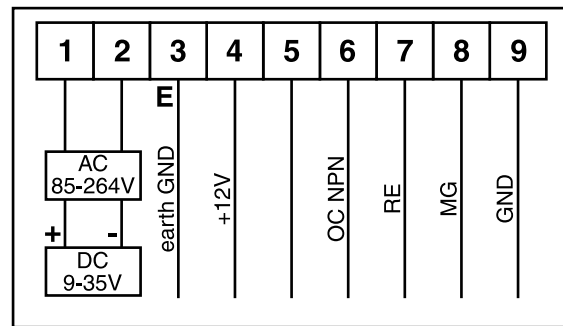 1 2 3 4 5 6 7 8 9
E
AC
85-264V
+ -
DC
9-35V
earth GND
+12V
OC NPN
RE
MG
GND